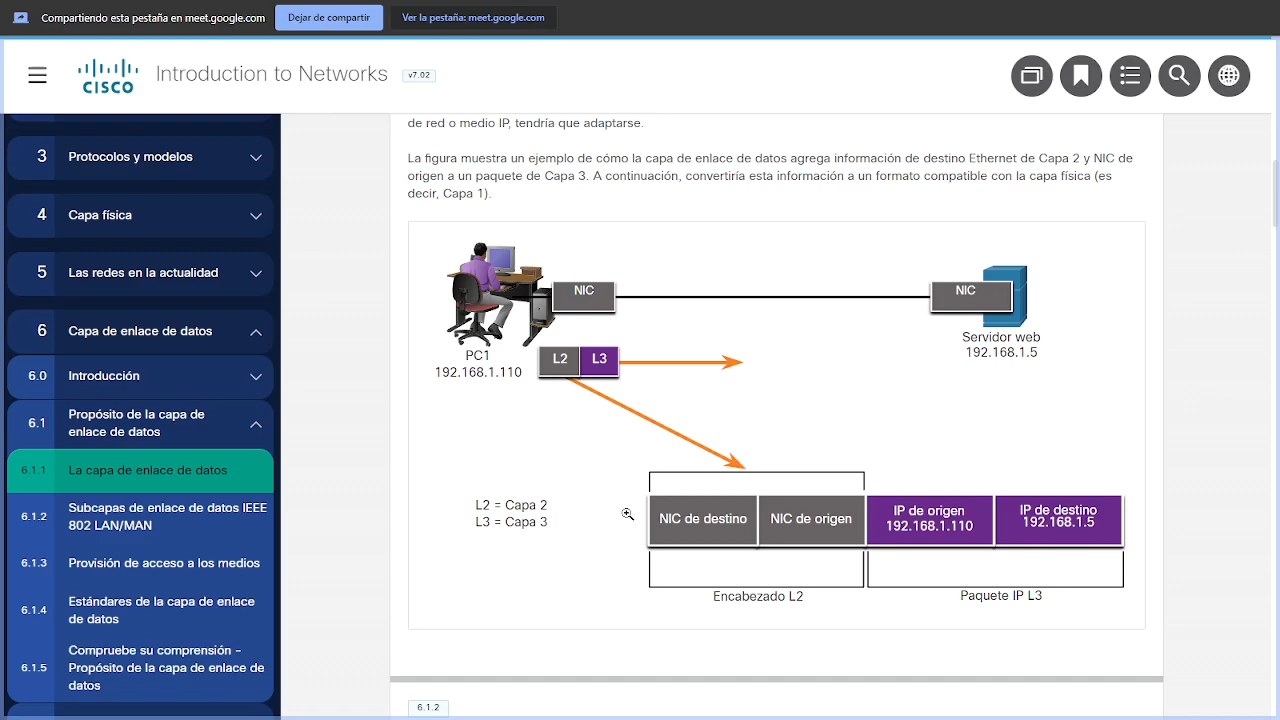 Compartiendo esta pestaña en meet.google.com
Dejar de compartir
Ver la pestaña: meet.google.com
CISCO
Introduction to Networks
v7.02
3 Protocolos y modelos
4 Capa física
5 Las redes en la actualidad
6 Capa de enlace de datos
6.0 Introducción
6.1 Propósito de la capa de
enlace de datos
6.1.1 La capa de enlace de datos
6.1.2 Subcapas de enlace de datos IEEE
802 LAN/MAN
6.1.3 Provisión de acceso a los medios
6.1.4 Estándares de la capa de enlace
de datos
6.1.5 Compruebe su comprensión –
Propósito de la capa de enlace de
datos
de red o medio IP, tendría que adaptarse.
La figura muestra un ejemplo de cómo la capa de enlace de datos agrega información de destino Ethernet de Capa 2 y NIC de
origen a un paquete de Capa 3. A continuación, convertiría esta información a un formato compatible con la capa física (es
decir, Capa 1).
NIC
NIC
PC1
192.168.1.110
L2 L3
Servidor web
192.168.1.5
L2 = Capa 2
L3 = Capa 3
NIC de destino
NIC de origen
IP de origen
192.168.1.110
IP de destino
192.168.1.5
Encabezado L2
Paquete IP L3
6.1.2